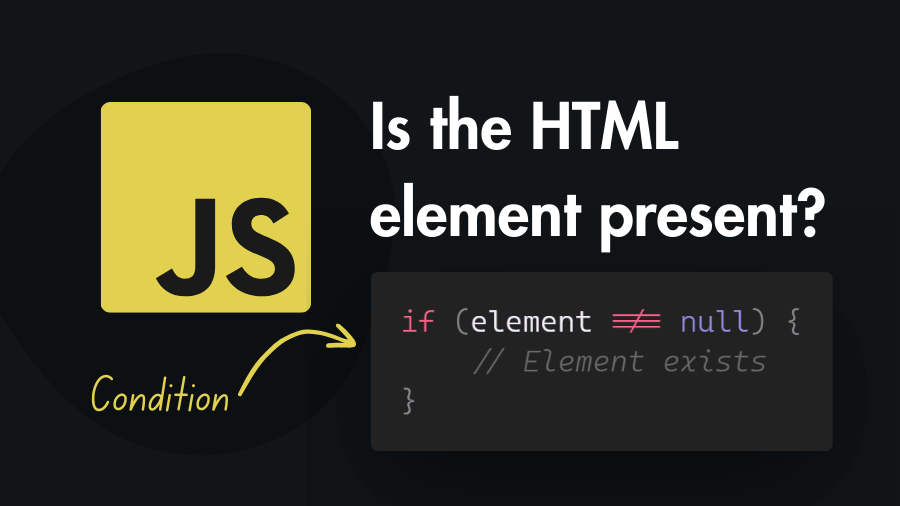 JS
Is the HTML
element present?
Condition
if (element !== null) {
// Element exists
}